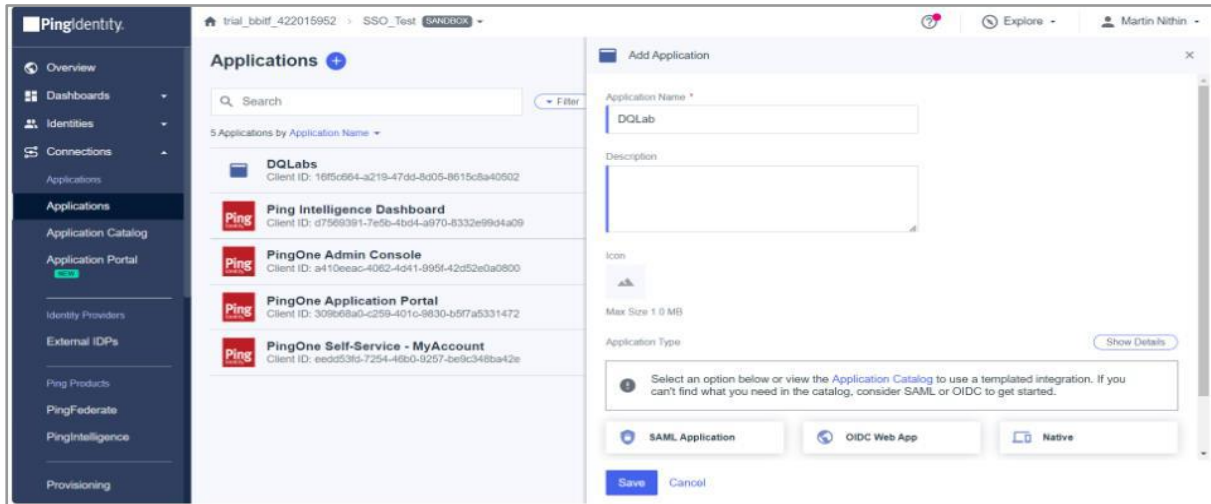 PingIdentity.
trial_bbitf_422015952 > SSO_Test SANDBOX
Explore
Martin Nithin
Overview
Dashboards
Identities
Connections
Applications
Applications
Application Catalog
Application Portal
NEW
Identity Providers
External IDPs
Ping Products
PingFederate
PingIntelligence
Provisioning
Applications
Search
Filter
5 Applications by Application Name
DQLabs
Client ID: 16f5c664-a219-47dd-8d05-8615c8a40602
Ping Intelligence Dashboard
Client ID: d7569391-7e5b-4bd4-a970-8332e99d4a09
PingOne Admin Console
Client ID: a410eeac-4062-4d41-995f-42d52e0a0800
PingOne Application Portal
Client ID: 309b68a0-c259-401c-9830-b5f7a5331472
PingOne Self-Service - MyAccount
Client ID: eedd53fd-7254-46b0-9257-be9c348ba42e
Ping
Ping
Ping
Ping
Add Application
Application Name *
DQLab
Description
Icon
Max Size 1.0 MB
Application Type
Show Details
Select an option below or view the Application Catalog to use a templated integration. If you
can't find what you need in the catalog, consider SAML or OIDC to get started.
SAML Application
OIDC Web App
Native
Save
Cancel